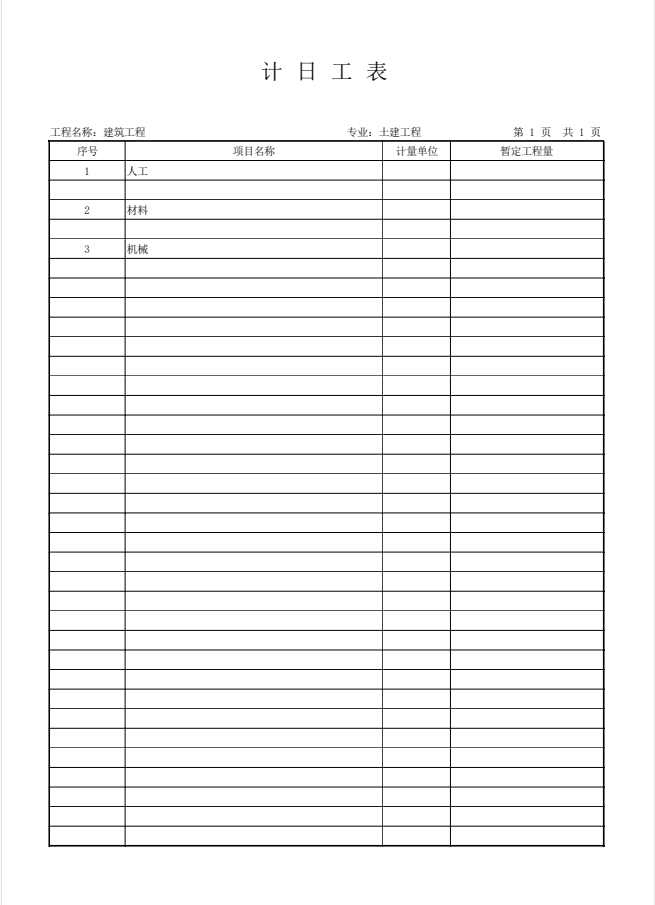 计 日 工 表
工程名称：建筑工程 专业：土建工程 第 1 页 共 1 页
序号 项目名称 计量单位 暂定工程量
1 人工
2 材料
3 机械